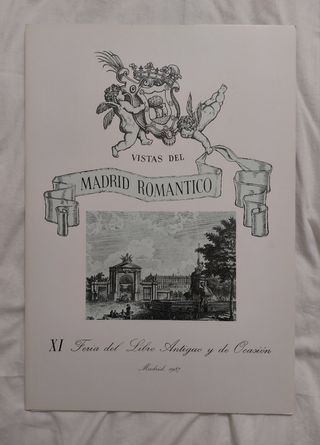 VISTAS DEL
MADRID ROMANTICO
XI Feria del Libro Antiguo y de Ocasión
Madrid, 1987